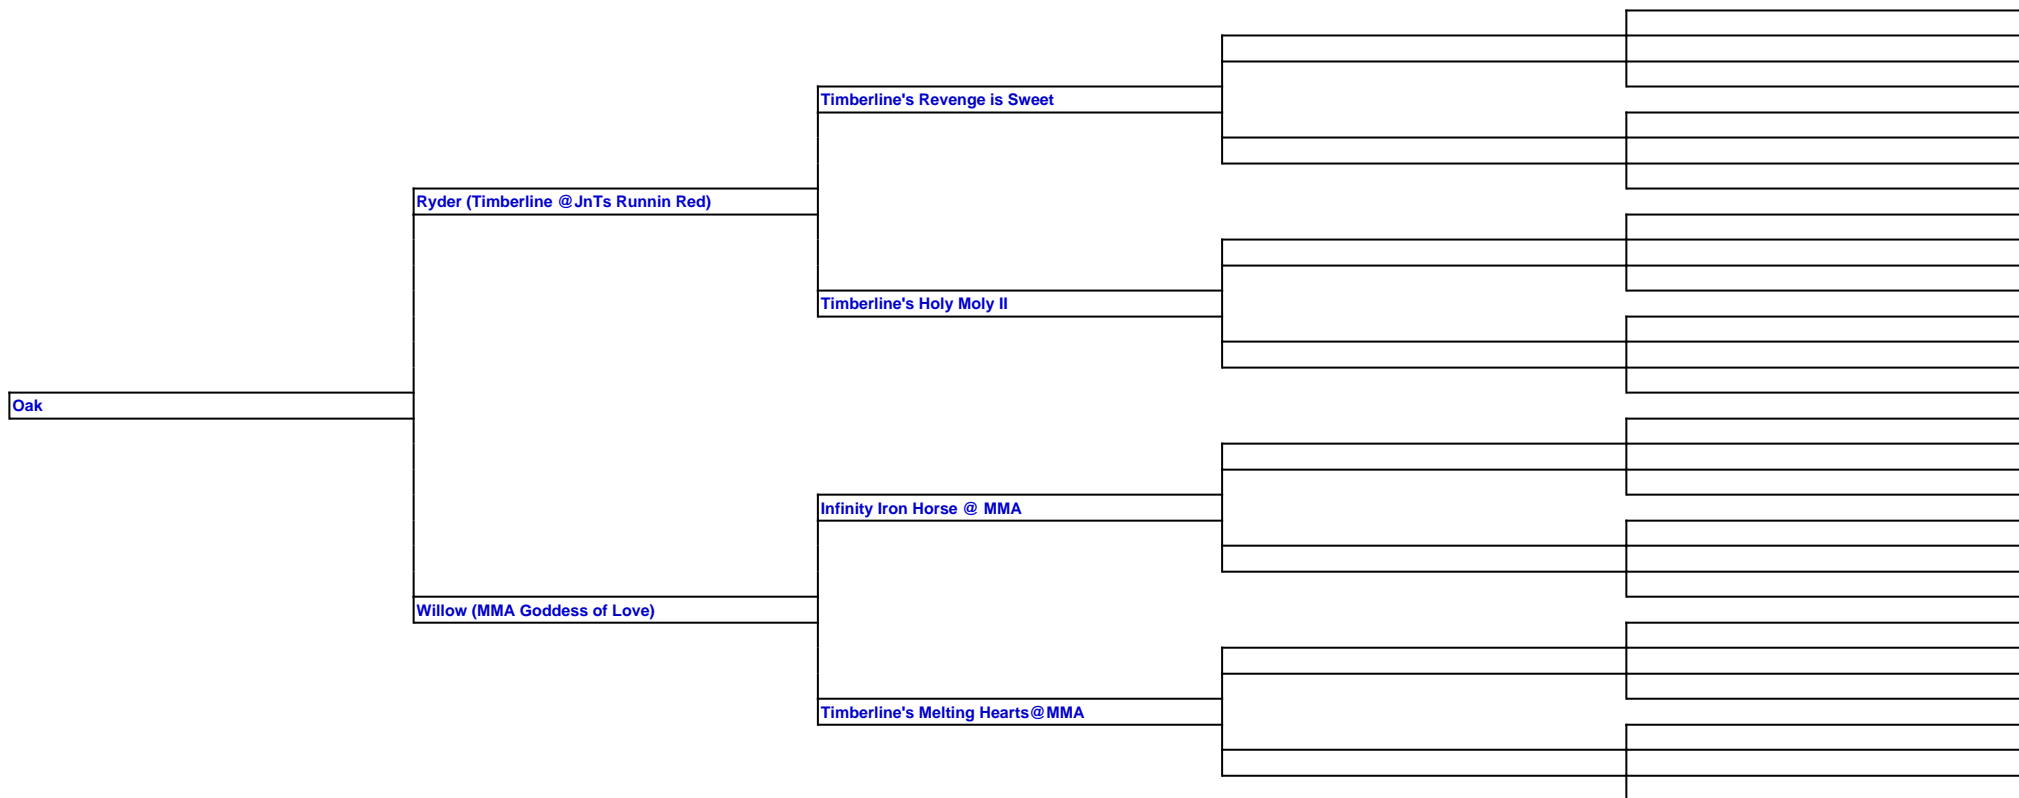 Timberline's Revenge is Sweet
Ryder (Timberline @JnTs Runnin Red)
Timberline's Holy Moly II
Oak
Infinity Iron Horse @ MMA
Willow (MMA Goddess of Love)
Timberline's Melting Hearts@MMA